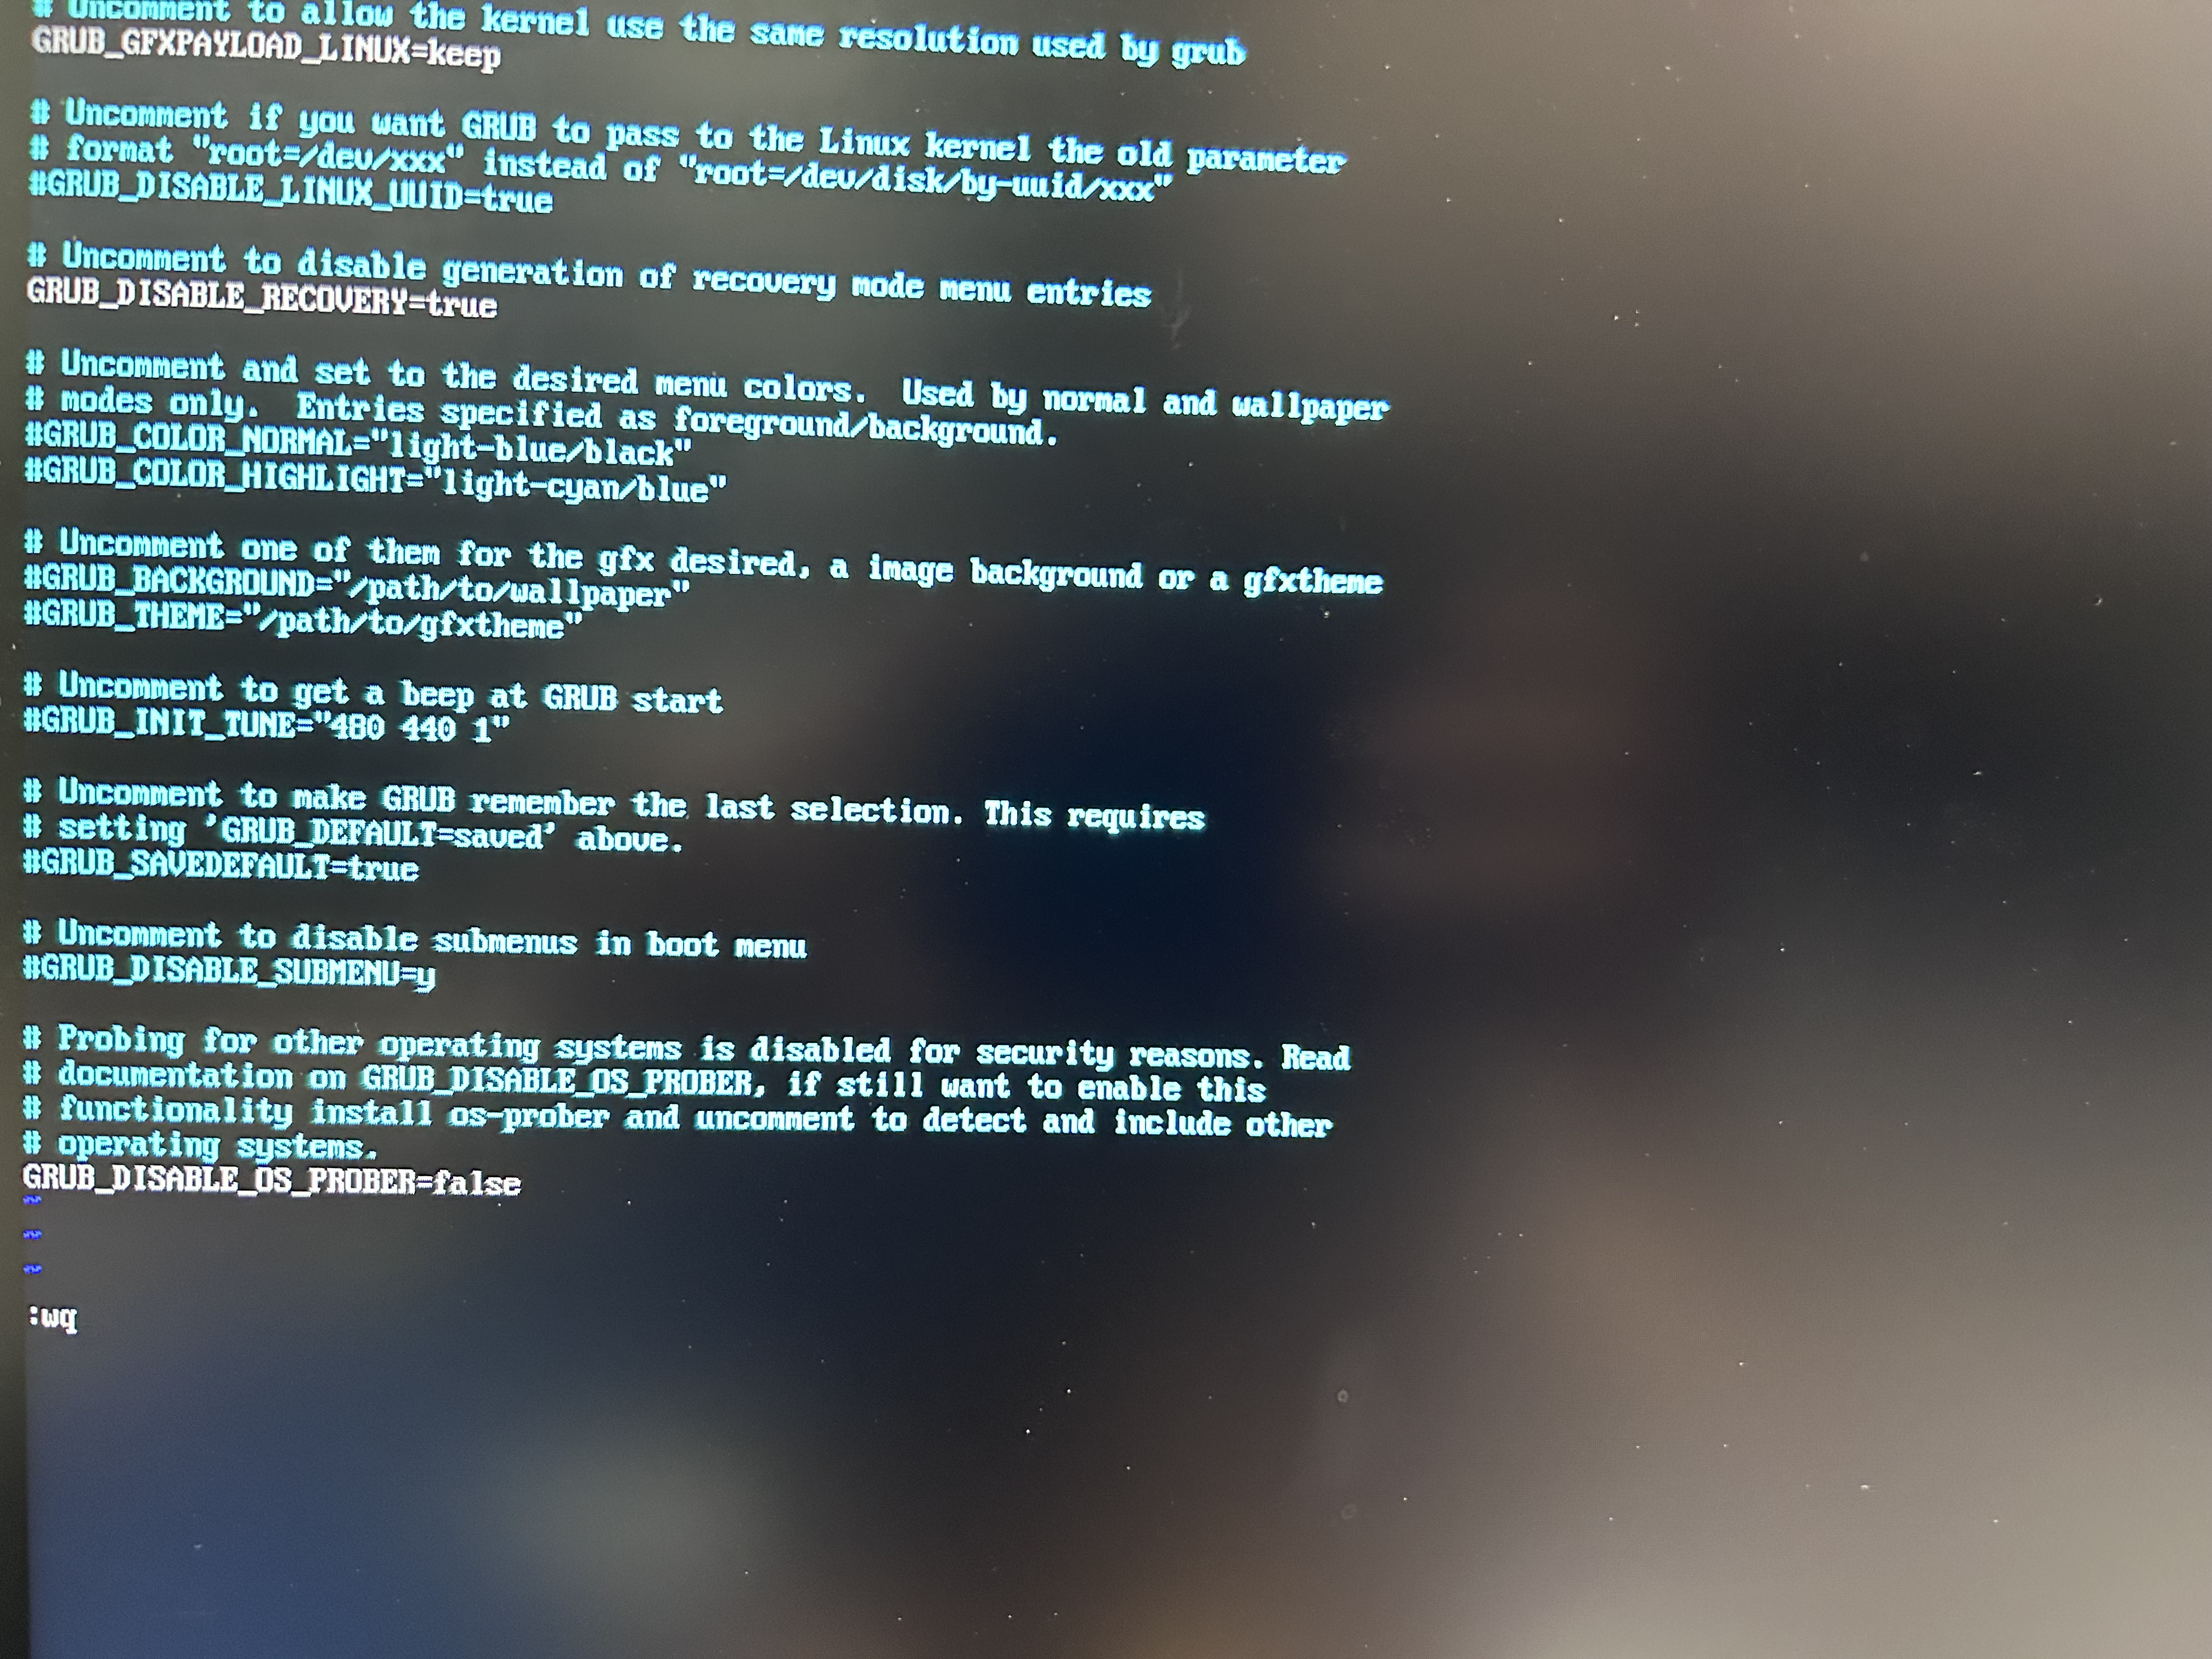 # Uncomment to allow the kernel use the same resolution used by grub
GRUB_GFXPAYLOAD_LINUX=keep
# Uncomment if you want GRUB to pass to the Linux kernel the old parameter
# format "root=/dev/xxx" instead of "root=/dev/disk/by-uuid/xxx"
#GRUB_DISABLE_LINUX_UUID=true
# Uncomment to disable generation of recovery mode menu entries
GRUB_DISABLE_RECOVERY=true
# Uncomment and set to the desired menu colors.  Used by normal and wallpaper
# modes only.  Entries specified as foreground/background.
#GRUB_COLOR_NORMAL="light-blue/black"
#GRUB_COLOR_HIGHLIGHT="light-cyan/blue"
# Uncomment one of them for the gfx desired, a image background or a gfxtheme
#GRUB_BACKGROUND="/path/to/wallpaper"
#GRUB_THEME="/path/to/gfxtheme"
# Uncomment to get a beep at GRUB start
#GRUB_INIT_TUNE="480 440 1"
# Uncomment to make GRUB remember the last selection. This requires
# setting 'GRUB_DEFAULT=saved' above.
#GRUB_SAVEDEFAULT=true
# Uncomment to disable submenus in boot menu
#GRUB_DISABLE_SUBMENU=y
# Probing for other operating systems is disabled for security reasons. Read
# documentation on GRUB_DISABLE_OS_PROBER, if still want to enable this
# functionality install os-prober and uncomment to detect and include other
# operating systems.
GRUB_DISABLE_OS_PROBER=false
~
~
~
:wq